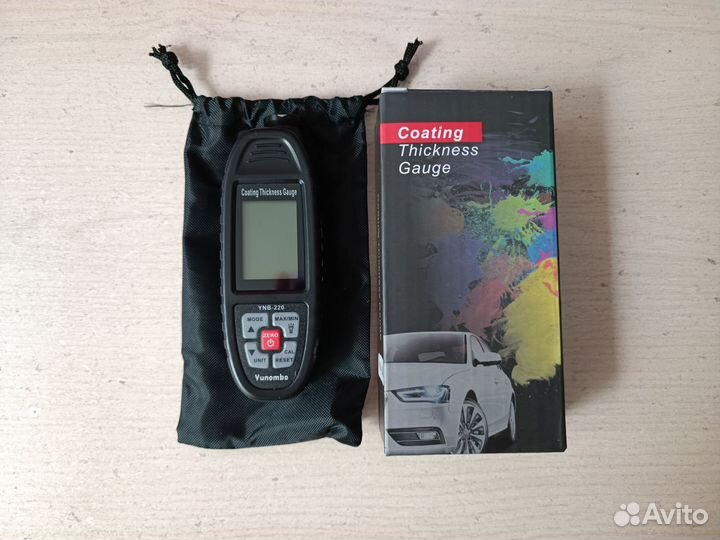 Coating Thickness Gauge
YNB-220
MODE
MAX/MIN
ZERO
UNIT
CAL
RESET
Yunombo
Coating
Thickness
Gauge
Avito